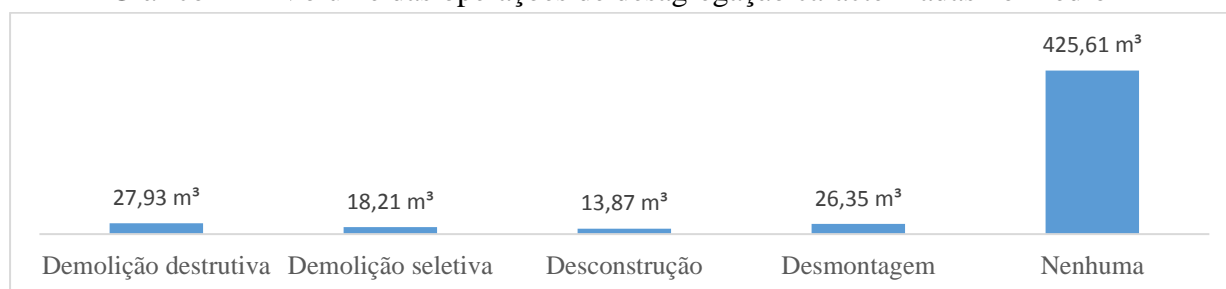 425,61 m³
27,93 m³ 18,21 m³ 13,87 m³ 26,35 m³
Demolição destrutiva Demolição seletiva Desconstrução Desmontagem Nenhuma